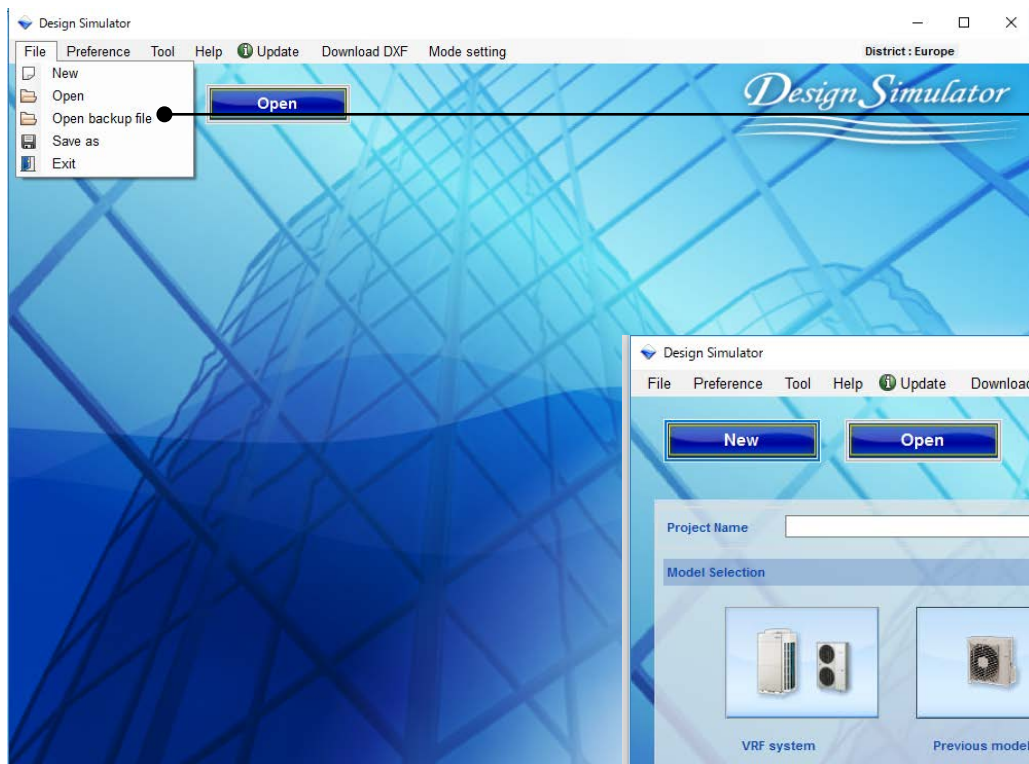 Design Simulator
File Preference Tool Help Update Download DXF Mode setting District : Europe
New
Open
Open backup file
Save as
Exit
Open
Design Simulator
Design Simulator
File Preference Tool Help Update Download
New Open
Project Name
Model Selection
VRF system Previous model